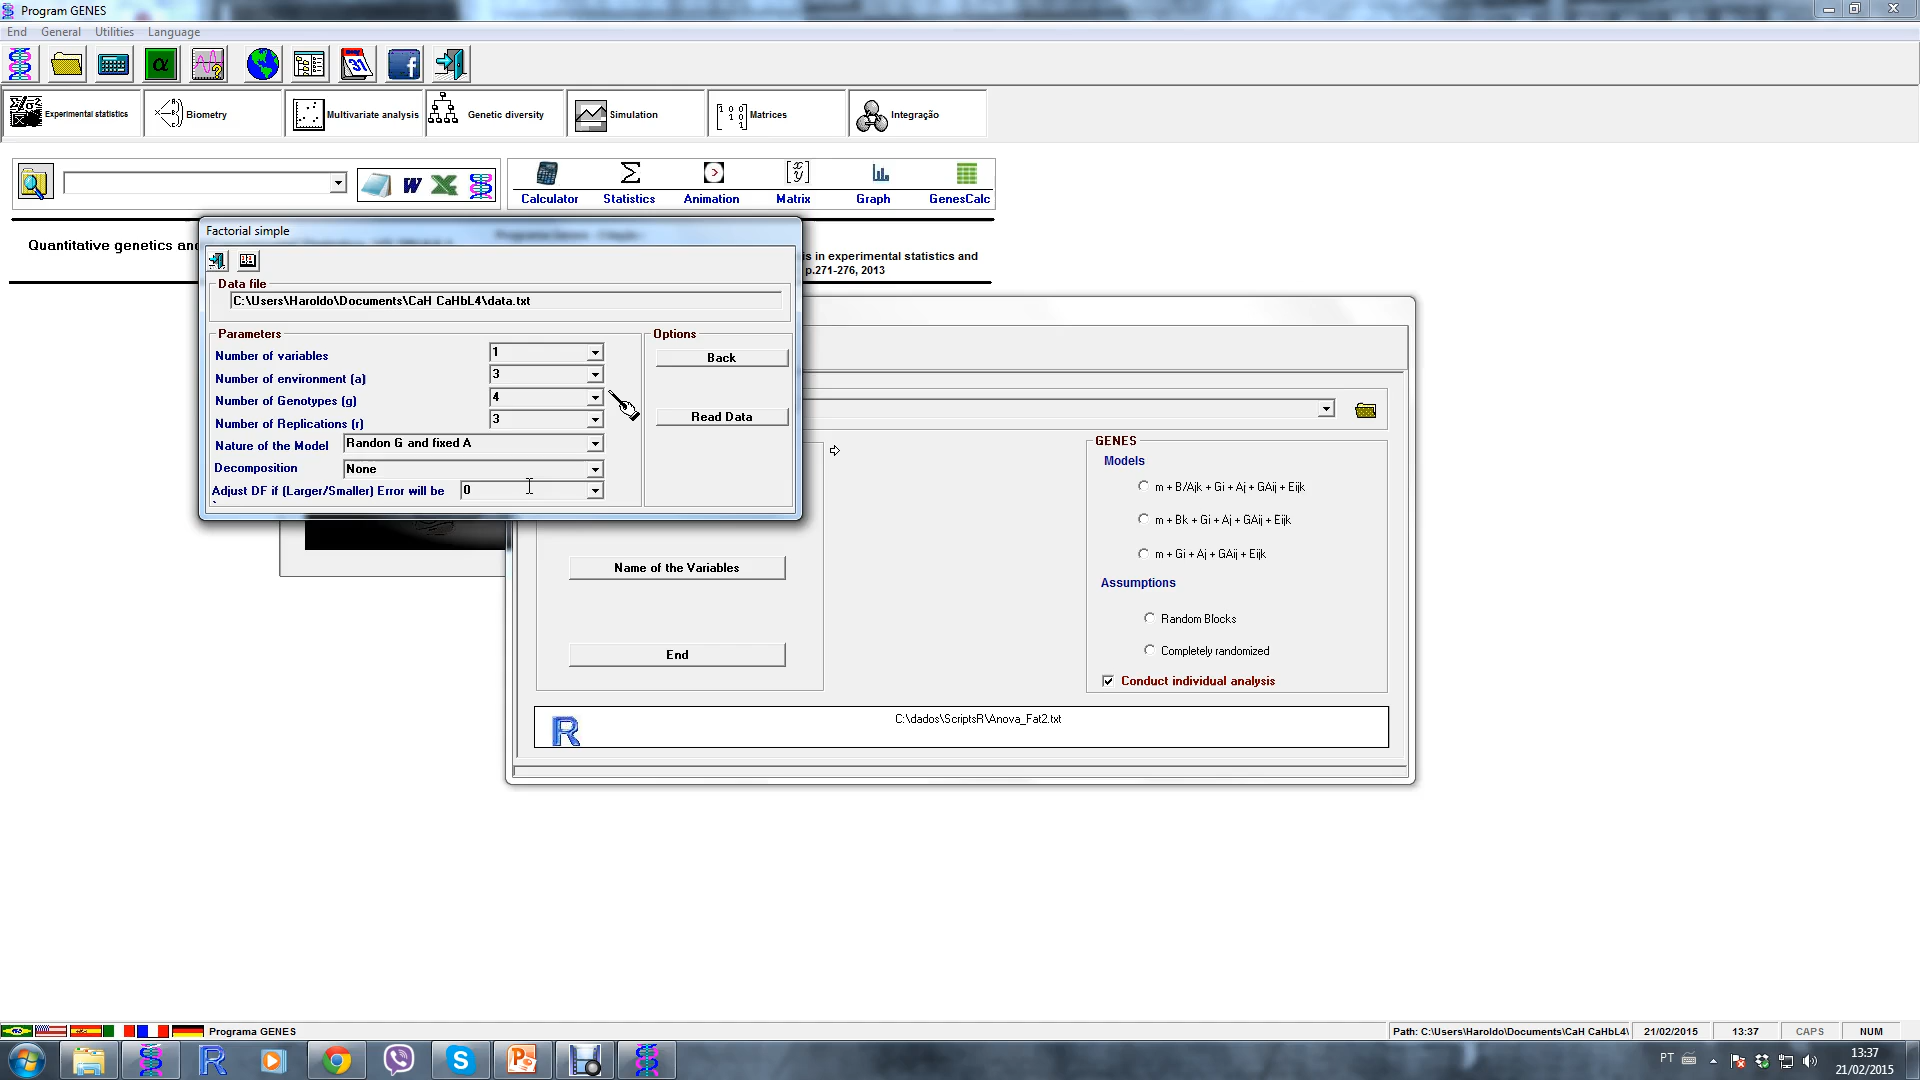 Program GENES
End General Utilities Language
Experimental statistics Biometry Multivariate analysis Genetic diversity Simulation Matrices Integração
Calculator Statistics Animation Matrix Graph GenesCalc
Quantitative genetics an
is in experimental statistics and
p.271-276, 2013
Factorial simple
Data file
C:\Users\Haroldo\Documents\CaH CaHbL4\data.txt
Parameters
Number of variables 1
Number of environment (a) 3
Number of Genotypes (g) 4
Number of Replications (r) 3
Nature of the Model Randon G and fixed A
Decomposition None
Adjust DF if (Larger/Smaller) Error will be 0
Options
Back
Read Data
Name of the Variables
End
GENES
Models
m + B/Ajk + Gi + Aj + GAij + Eijk
m + Bk + Gi + Aj + GAij + Eijk
m + Gi + Aj + GAij + Eijk
Assumptions
Random Blocks
Completely randomized
Conduct individual analysis
R C:\dados\ScriptsR\Anova_Fat2.txt
Programa GENES Path: C:\Users\Haroldo\Documents\CaH CaHbL4\ 21/02/2015 13:37 CAPS NUM
PT 13:37
21/02/2015